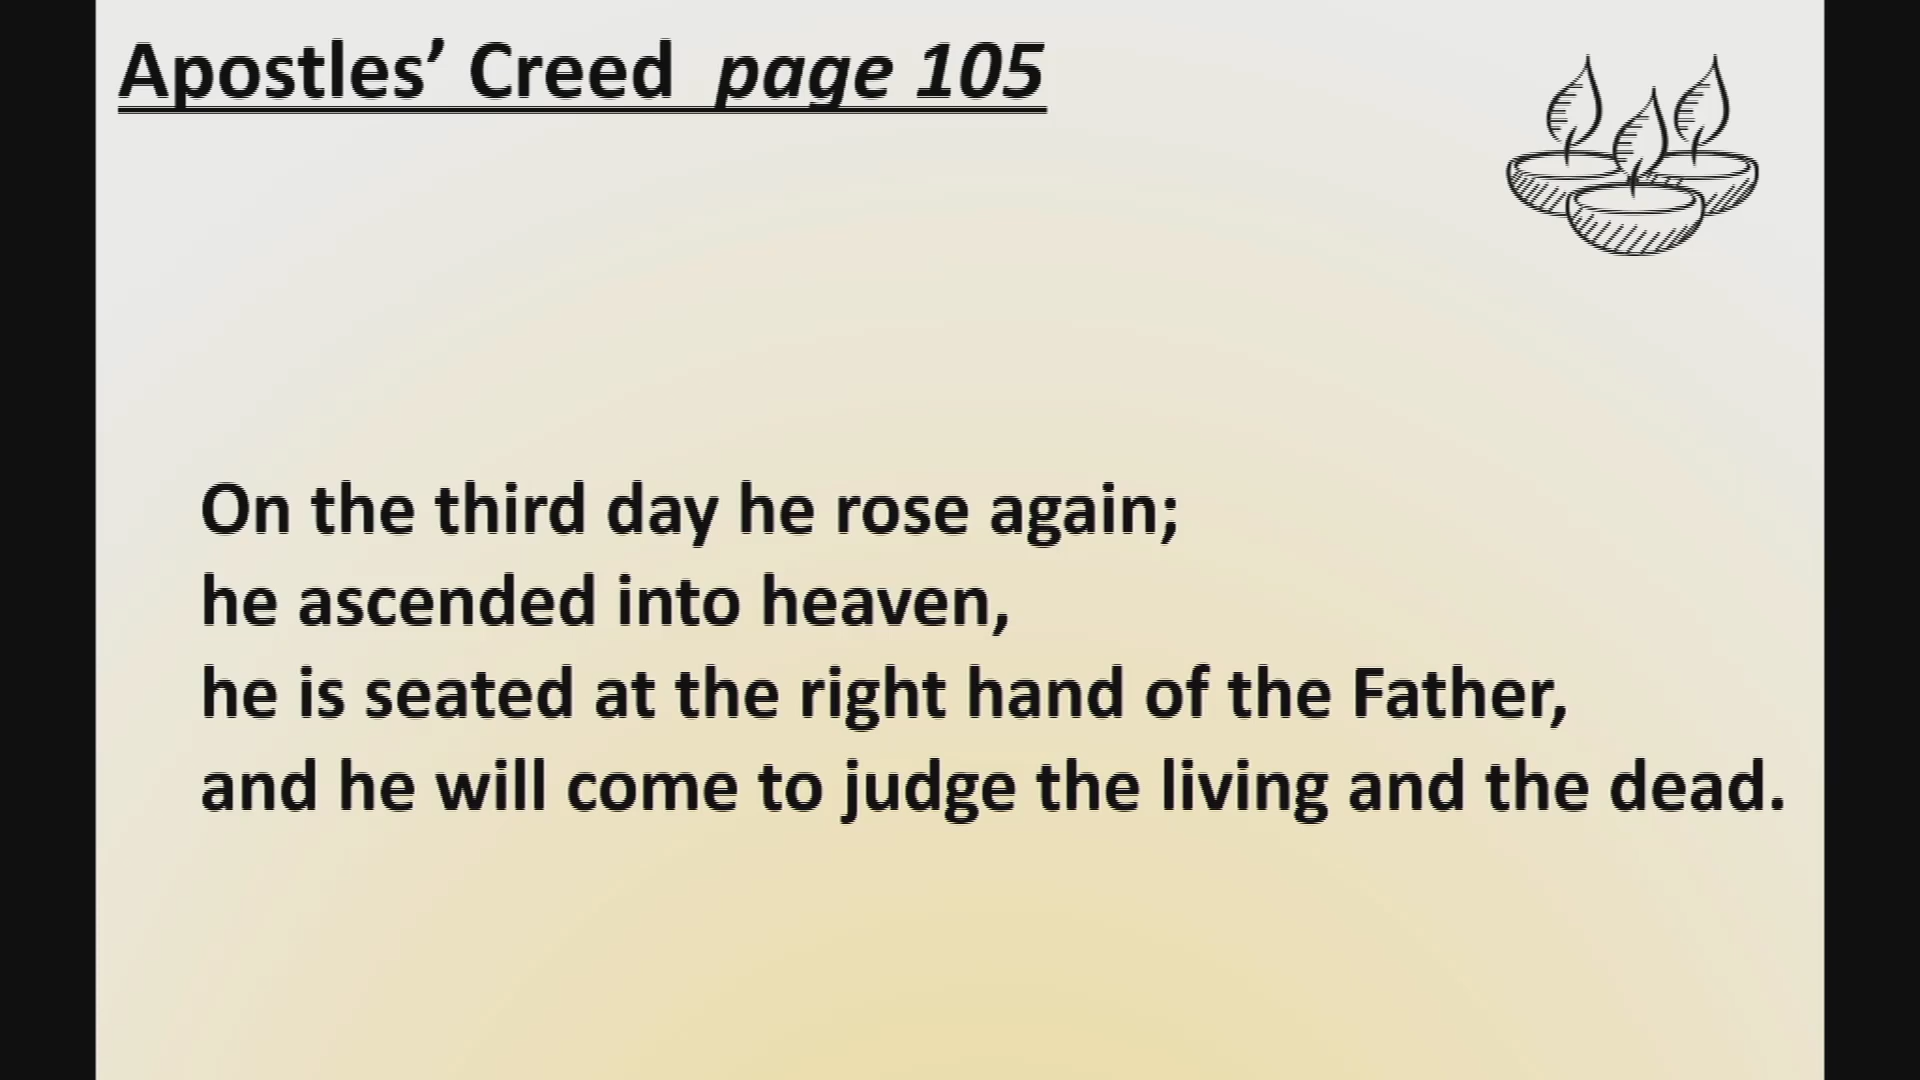 Apostles’ Creed page 105
On the third day he rose again;
he ascended into heaven,
he is seated at the right hand of the Father,
and he will come to judge the living and the dead.